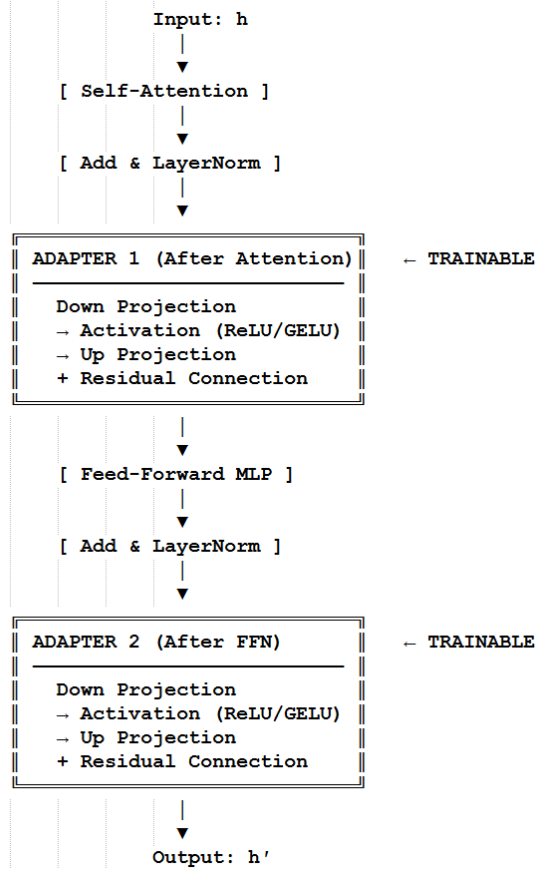 Input: h
│
▼
[ Self-Attention ]
│
▼
[ Add & LayerNorm ]
│
▼
ADAPTER 1 (After Attention) ← TRAINABLE
Down Projection
→ Activation (ReLU/GELU)
→ Up Projection
+ Residual Connection
│
▼
[ Feed-Forward MLP ]
│
▼
[ Add & LayerNorm ]
│
▼
ADAPTER 2 (After FFN) ← TRAINABLE
Down Projection
→ Activation (ReLU/GELU)
→ Up Projection
+ Residual Connection
│
▼
Output: h′